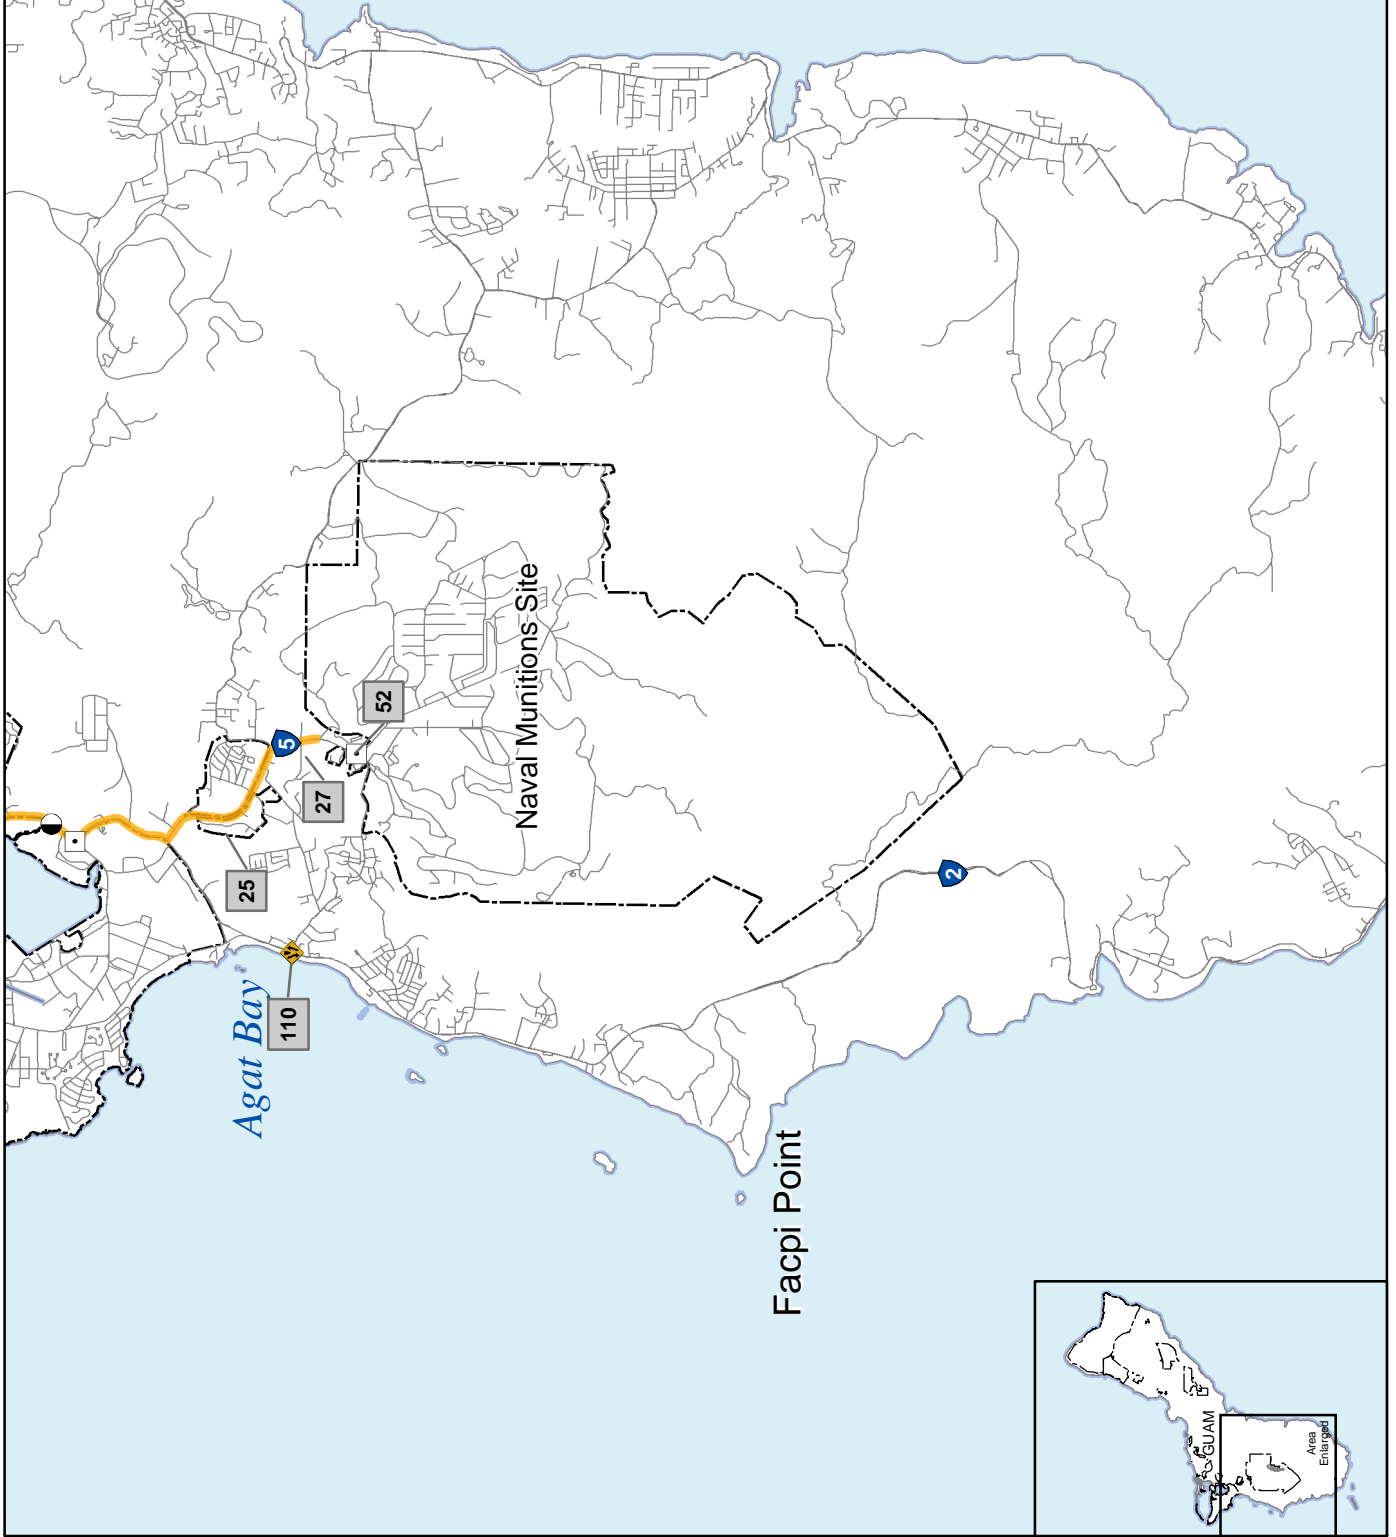 5
52
27
25
110
Agat Bay
Naval Munitions Site
2
Facpi Point
GUAM
Area
Enlarged